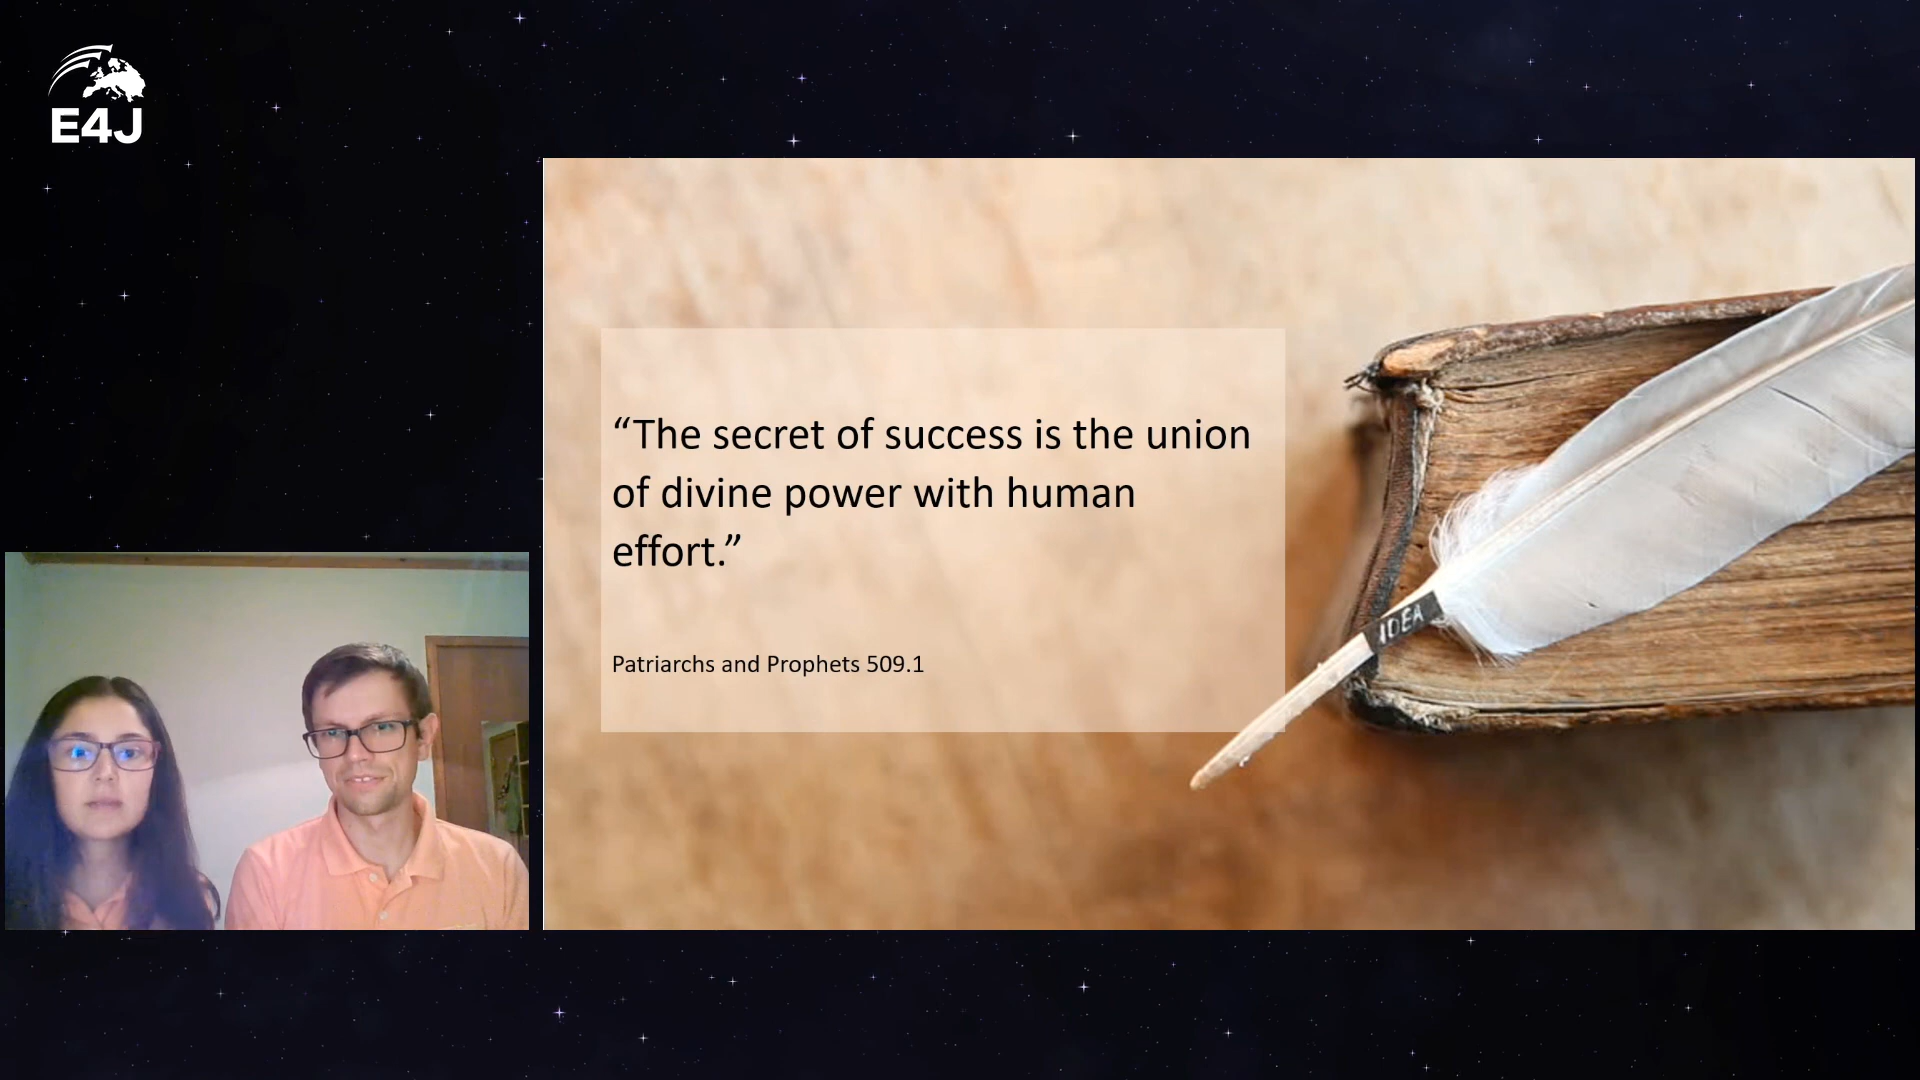 E4J
“The secret of success is the union
of divine power with human
effort.”
Patriarchs and Prophets 509.1
IDEA